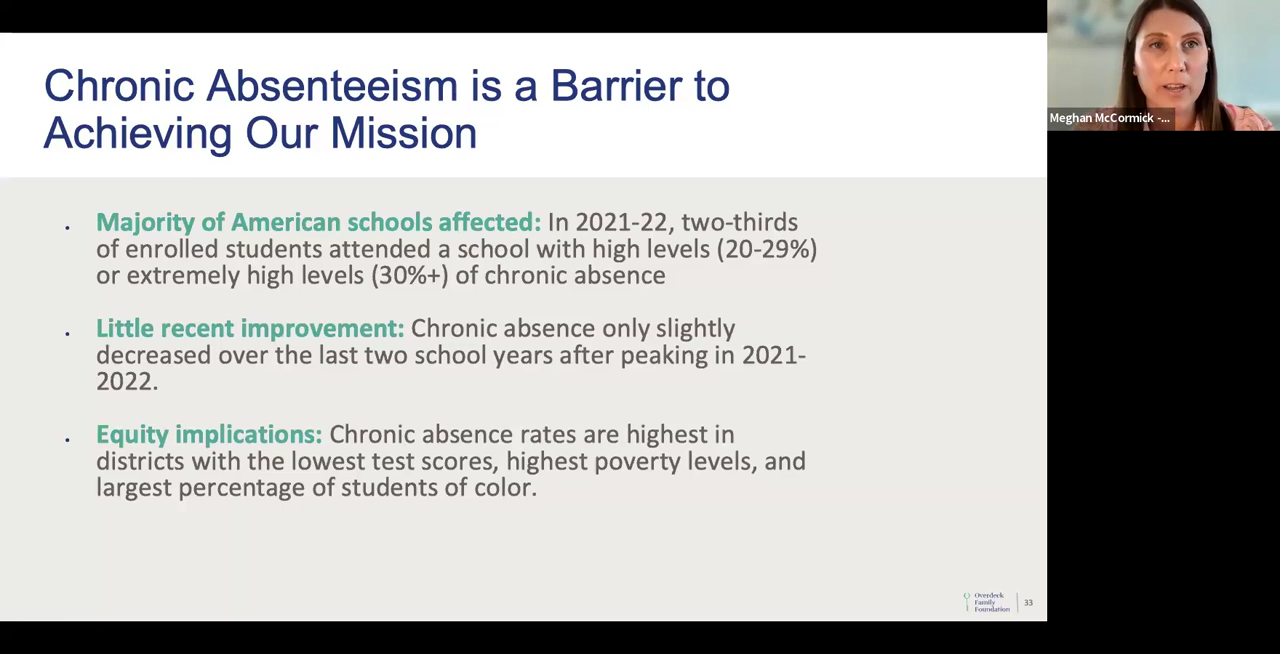 Chronic Absenteeism is a Barrier to
Achieving Our Mission
Meghan McCormick -...
• Majority of American schools affected: In 2021-22, two-thirds
of enrolled students attended a school with high levels (20-29%)
or extremely high levels (30%+) of chronic absence
• Little recent improvement: Chronic absence only slightly
decreased over the last two school years after peaking in 2021-
2022.
• Equity implications: Chronic absence rates are highest in
districts with the lowest test scores, highest poverty levels, and
largest percentage of students of color.
Overdeck
Family
Foundation
33